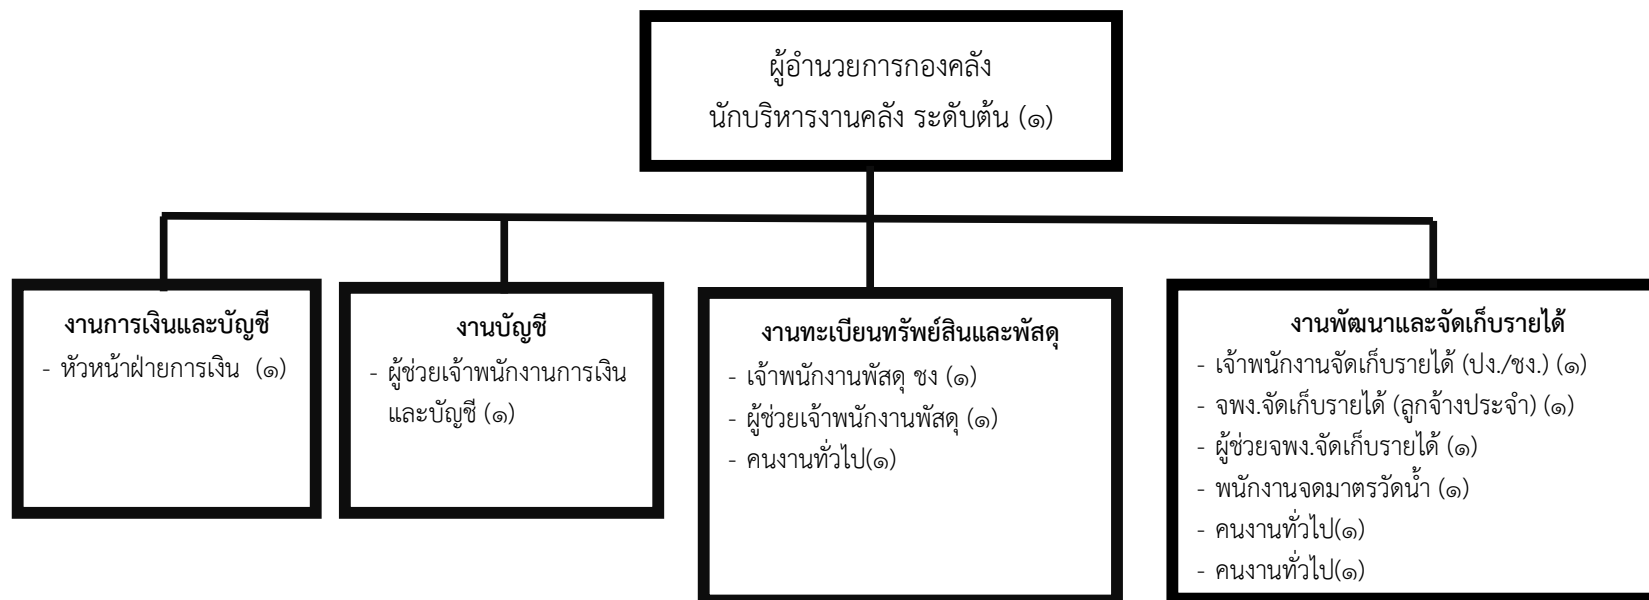 ผู้อำนวยการกองคลัง
นักบริหารงานคลัง ระดับต้น (๑)
งานการเงินและบัญชี
- หัวหน้าฝ่ายการเงิน (๑)
งานบัญชี
- ผู้ช่วยเจ้าพนักงานการเงิน
และบัญชี (๑)
งานทะเบียนทรัพย์สินและพัสดุ
- เจ้าพนักงานพัสดุ ชง (๑)
- ผู้ช่วยเจ้าพนักงานพัสดุ (๑)
- คนงานทั่วไป(๑)
งานพัฒนาและจัดเก็บรายได้
- เจ้าพนักงานจัดเก็บรายได้ (ปง./ชง.) (๑)
- จพง.จัดเก็บรายได้ (ลูกจ้างประจำ) (๑)
- ผู้ช่วยจพง.จัดเก็บรายได้ (๑)
- พนักงานจดมาตรวัดน้ำ (๑)
- คนงานทั่วไป(๑)
- คนงานทั่วไป(๑)